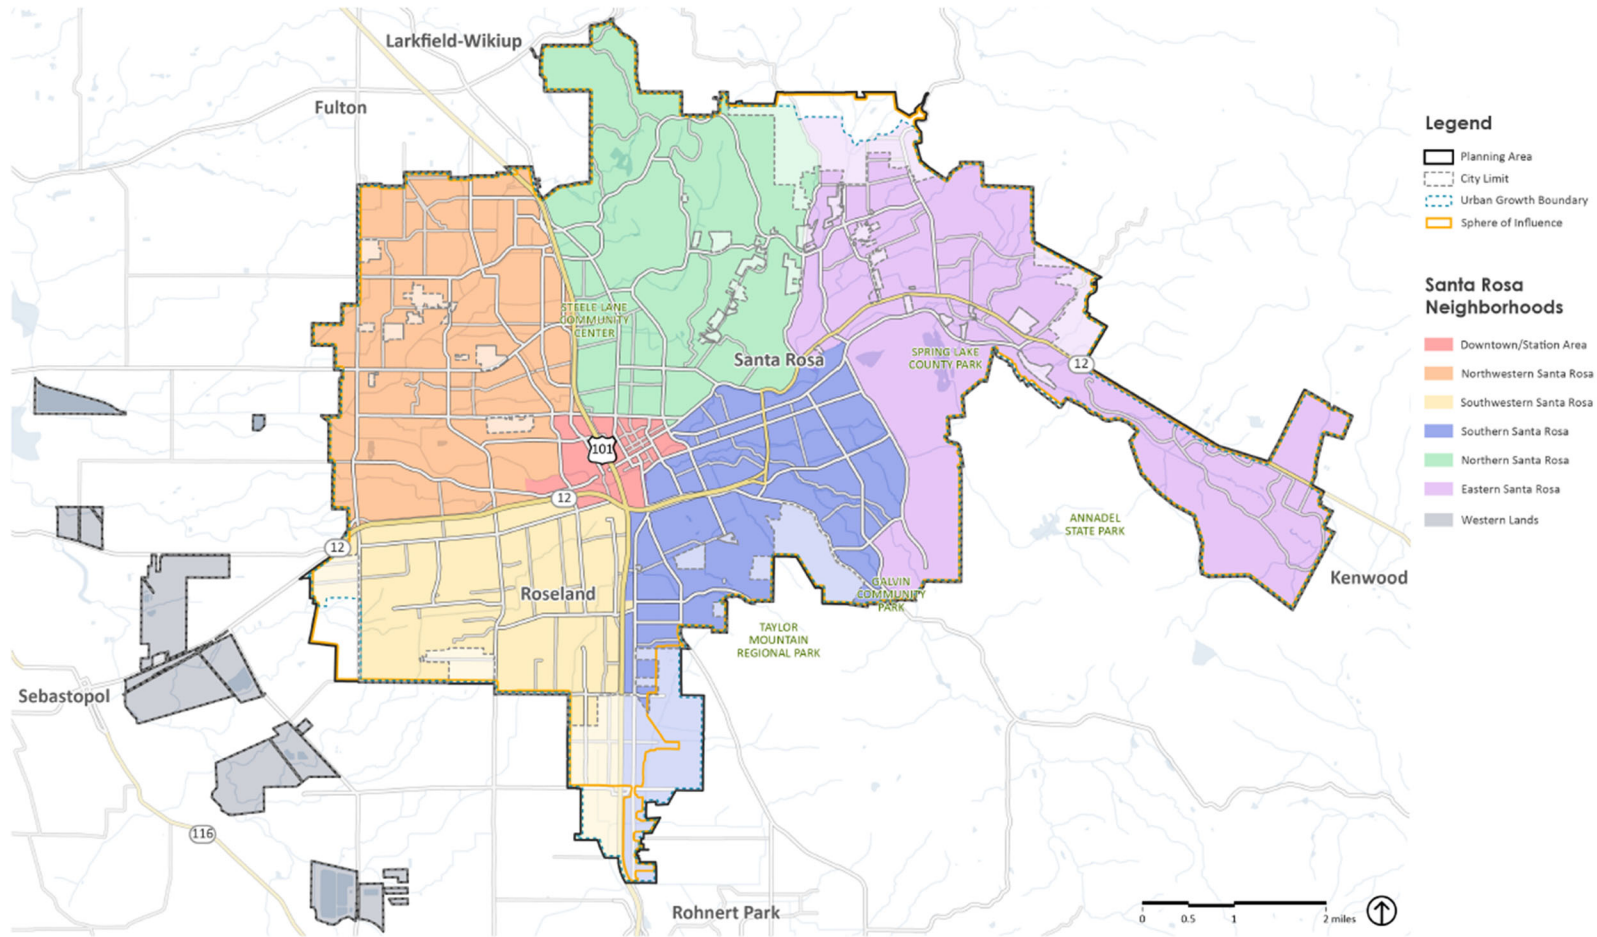 Larkfield-Wikiup
Fulton
STEELE LANE
COMMUNITY
CENTER
Santa Rosa
SPRING LAKE
COUNTY PARK
12
101
12
12
ANNADEL
STATE PARK
Kenwood
Roseland
GALVIN
COMMUNITY
PARK
TAYLOR
MOUNTAIN
REGIONAL PARK
Sebastopol
116
Rohnert Park
Legend
Planning Area
City Limit
Urban Growth Boundary
Sphere of Influence
Santa Rosa
Neighborhoods
Downtown/Station Area
Northwestern Santa Rosa
Southwestern Santa Rosa
Southern Santa Rosa
Northern Santa Rosa
Eastern Santa Rosa
Western Lands
0 0.5 1 2 miles